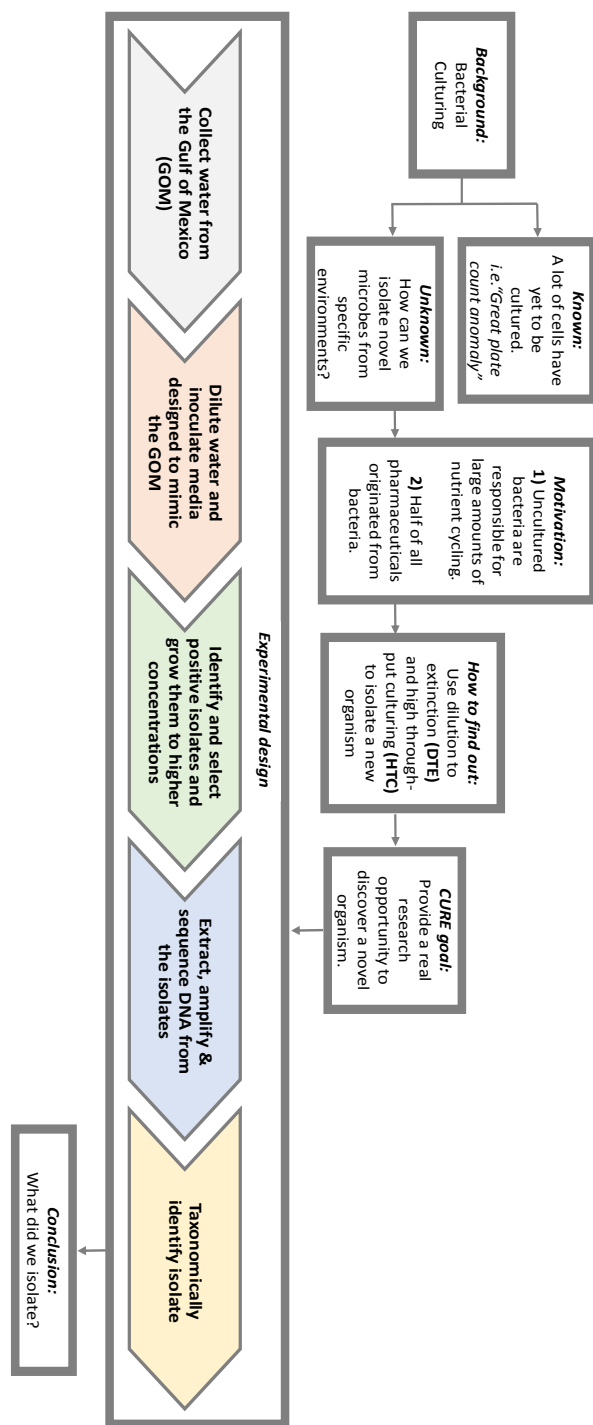 Background:
Bacterial
Culturing
Known:
A lot of cells have
yet to be
cultured.
i.e."Great plate
count anomaly"
Unknown:
How can we
isolate novel
microbes from
specific
environments?
Motivation:
1) Uncultured
bacteria are
responsible for
large amounts of
nutrient cycling.
2) Half of all
pharmaceuticals
originated from
bacteria.
How to find out:
Use dilution to
extinction (DTE)
and high through-
put culturing (HTC)
to isolate a new
organism
CURE goal:
Provide a real
research
opportunity to
discover a novel
organism.
Experimental design
Collect water from
the Gulf of Mexico
(GOM)
Dilute water and
inoculate media
designed to mimic
the GOM
Identify and select
positive isolates and
grow them to higher
concentrations
Extract, amplify &
sequence DNA from
the isolates
Taxonomically
identify isolate
Conclusion:
What did we isolate?